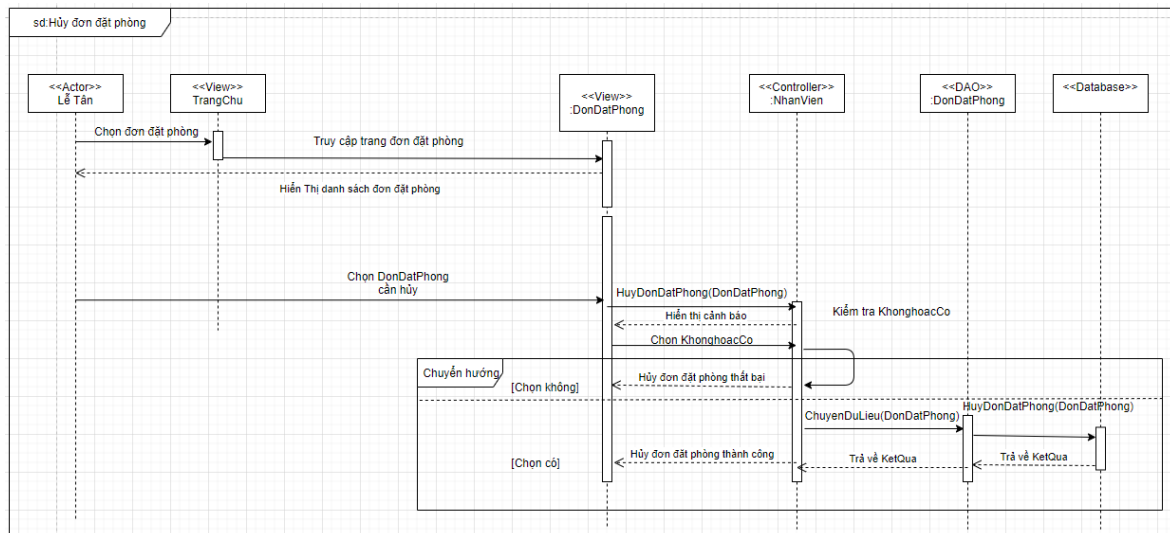 sd:Hủy đơn đặt phòng
<<Actor>>
Lễ Tân
<<View>>
TrangChu
<<View>>
:DonDatPhong
<<Controller>>
:NhanVien
<<DAO>>
:DonDatPhong
<<Database>>
Chọn đơn đặt phòng
Truy cập trang đơn đặt phòng
Hiển Thị danh sách đơn đặt phòng
Chọn DonDatPhong
cần hủy
HuyDonDatPhong(DonDatPhong)
Hiển thị cảnh báo
Kiểm tra KhonghoacCo
Chon KhonghoacCo
Chuyển hướng
Hủy đơn đặt phòng thất bại
[Chọn không]
HuyDonDatPhong(DonDatPhong)
ChuyenDuLieu(DonDatPhong)
Hủy đơn đặt phòng thành công
Trả về KetQua
Trả về KetQua
[Chọn có]